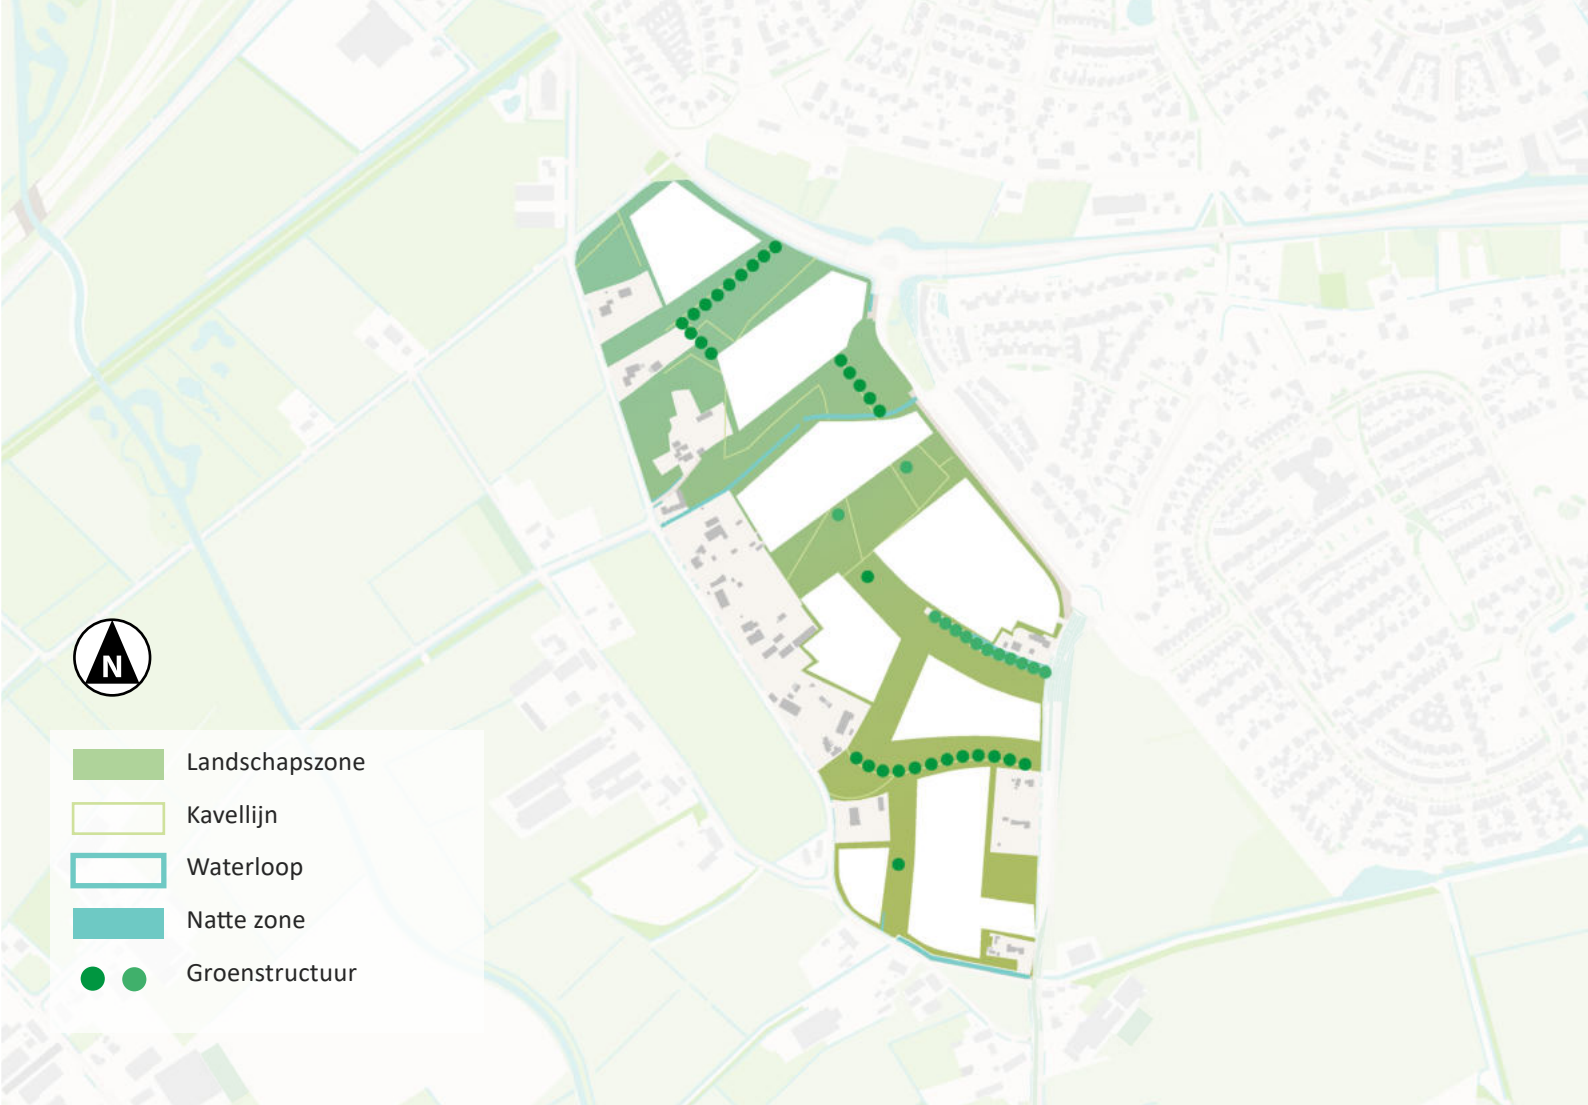 N
Landschapszone
Kavellijn
Waterloop
Natte zone
Groenstructuur